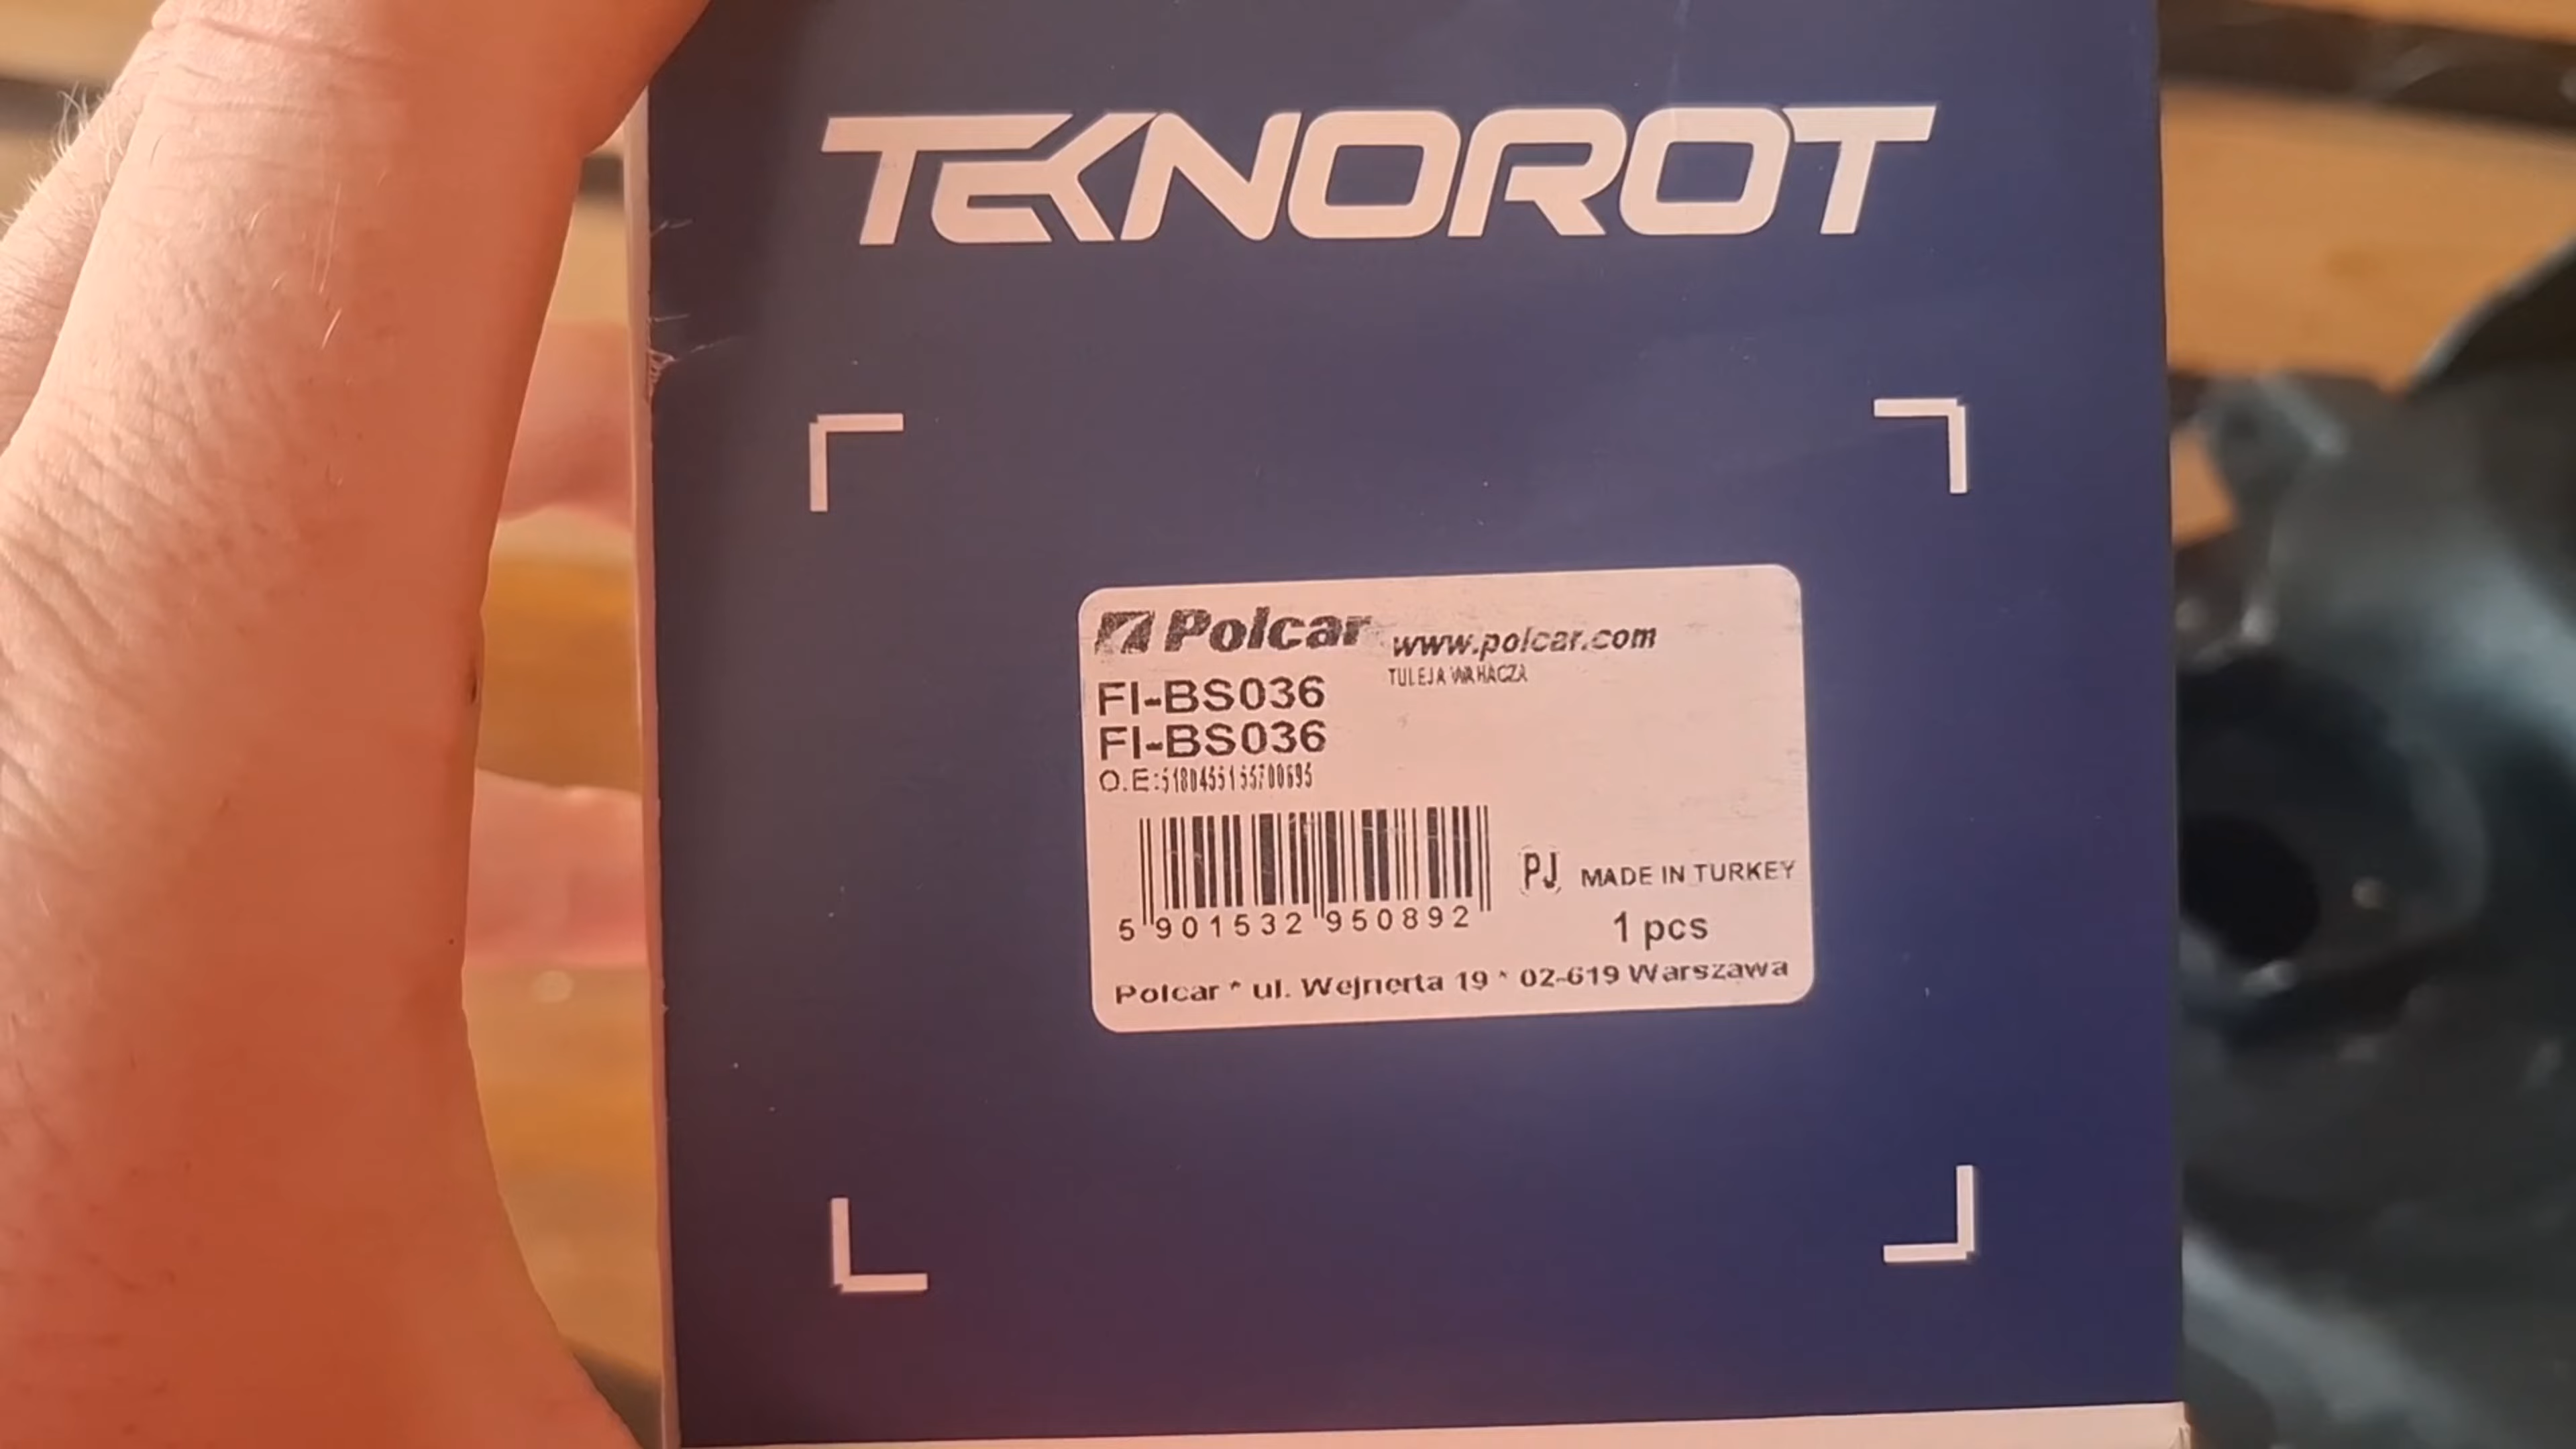 TEKNOROT
Polcar www.polcar.com
TULEJA WAHACZA
FI-BS036
FI-BS036
O.E:5180455155700695
5 901532 950892
PJ MADE IN TURKEY
1 pcs
Polcar * ul. Wejnerta 19 * 02-619 Warszawa